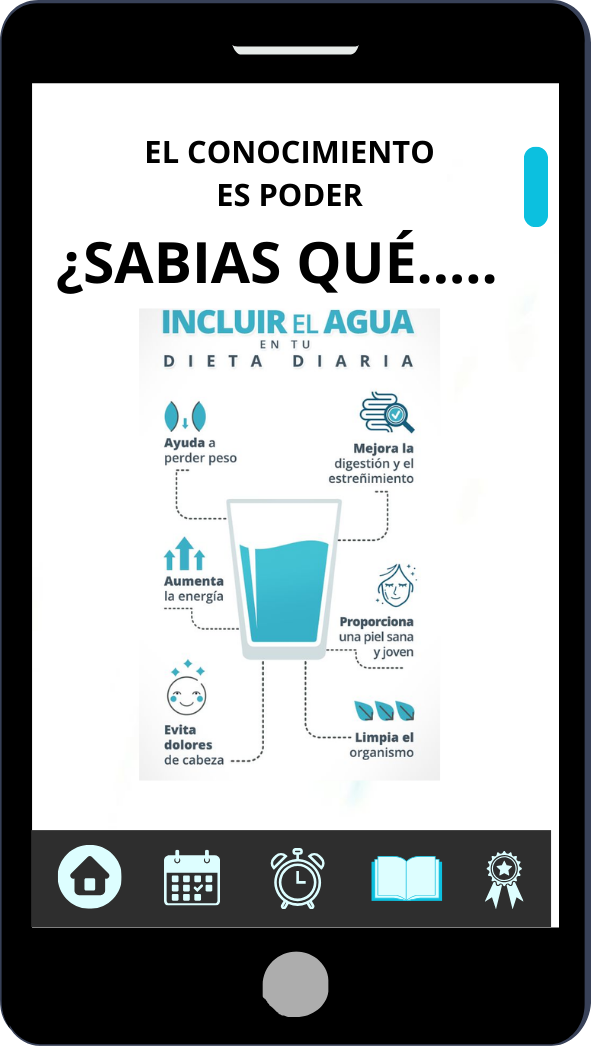 EL CONOCIMIENTO
ES PODER
¿SABIAS QUÉ.....
INCLUIR EL AGUA
EN TU
DIETA DIARIA
Ayuda a
perder peso
Mejora la
digestión y el
estreñimiento
Aumenta
la energía
Proporciona
una piel sana
y joven
Evita
dolores
de cabeza
Limpia el
organismo